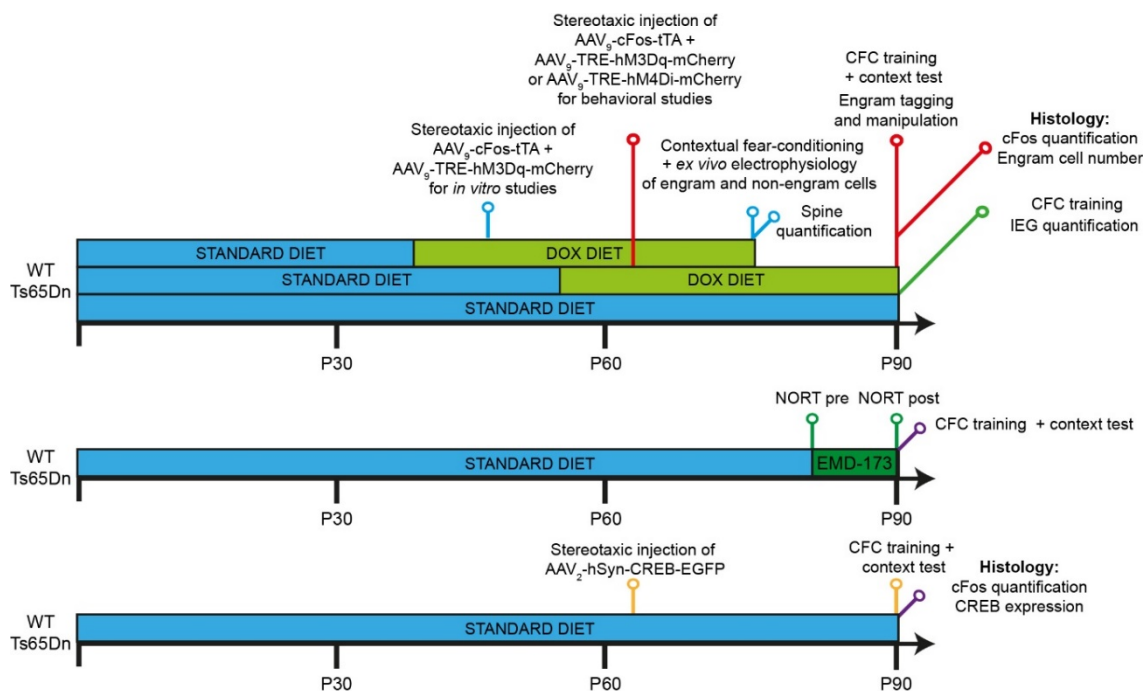 Stereotaxic injection of
AAV9-cFos-tTA +
AAV9-TRE-hM3Dq-mCherry
or AAV9-TRE-hM4Di-mCherry
for behavioral studies
CFC training
+ context test
Engram tagging
and manipulation
Histology:
cFos quantification
Engram cell number
Stereotaxic injection of
AAV9-cFos-tTA +
AAV9-TRE-hM3Dq-mCherry
for in vitro studies
Contextual fear-conditioning
+ ex vivo electrophysiology
of engram and non-engram cells
Spine
quantification
CFC training
IEG quantification
WT
Ts65Dn
STANDARD DIET
DOX DIET
STANDARD DIET
DOX DIET
STANDARD DIET
P30
P60
P90
NORT pre
NORT post
CFC training + context test
WT
Ts65Dn
STANDARD DIET
EMD-173
P30
P60
P90
Stereotaxic injection of
AAV2-hSyn-CREB-EGFP
CFC training +
context test
Histology:
cFos quantification
CREB expression
WT
Ts65Dn
STANDARD DIET
P30
P60
P90